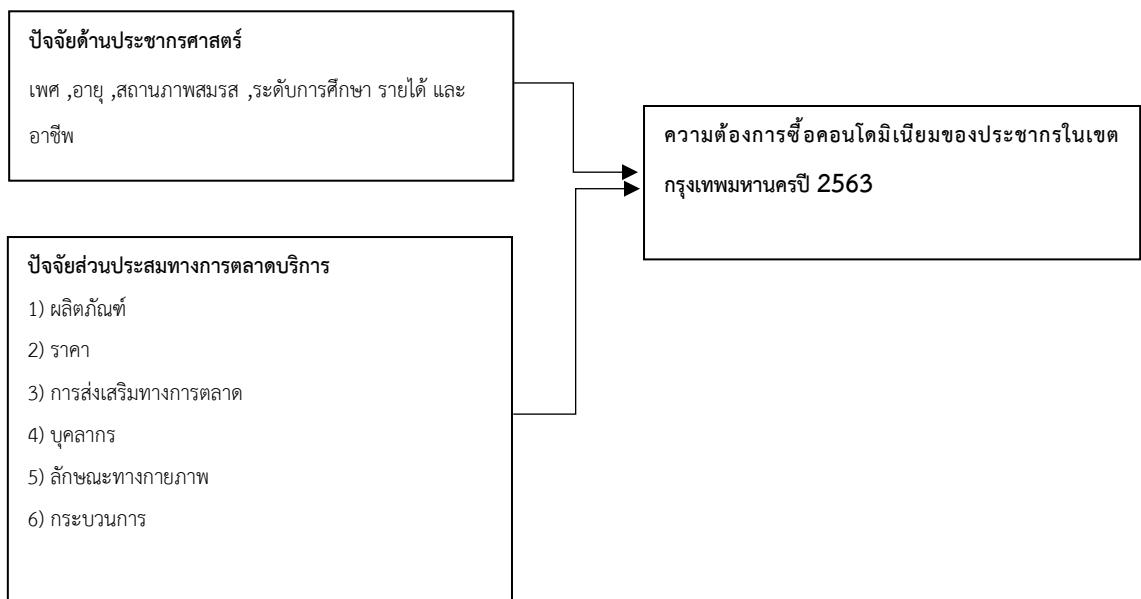 ปัจจัยด้านประชากรศาสตร์
เพศ ,อายุ ,สถานภาพสมรส ,ระดับการศึกษา รายได้ และ
อาชีพ
ความต้องการซื้อคอนโดมิเนียมของประชากรในเขต
กรุงเทพมหานครปี 2563
ปัจจัยส่วนประสมทางการตลาดบริการ
1) ผลิตภัณฑ์
2) ราคา
3) การส่งเสริมทางการตลาด
4) บุคลากร
5) ลักษณะทางกายภาพ
6) กระบวนการ